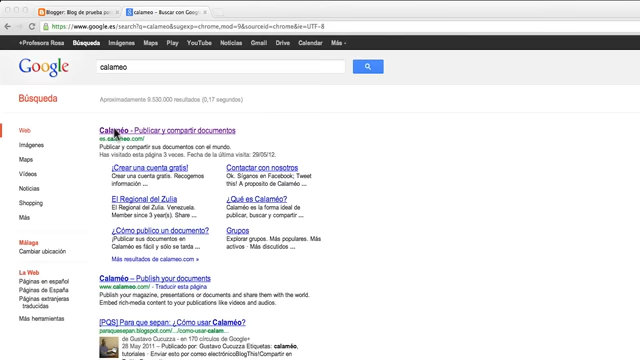 Blogger: Blog de prueba pa
calameo - Buscar con Goog
https://www.google.es/search?q=calameo&sugexp=chrome,mod=9&sourceid=chrome&ie=UTF-8
+Profesora Rosa Búsqueda Imágenes Maps Play YouTube Noticias Gmail Drive Calendar Más
Google
calameo
Búsqueda
Aproximadamente 9.530.000 resultados (0,17 segundos)
Web
Imágenes
Maps
Vídeos
Noticias
Shopping
Más
Málaga
Cambiar ubicación
La Web
Páginas en español
Páginas de España
Páginas extranjeras
traducidas
Más herramientas
Calaméo - Publicar y compartir documentos
es.calameo.com/
Publicar y compartir sus documentos con el mundo.
Has visitado esta página 3 veces. Fecha de la última visita: 29/05/12.
¡Crear una cuenta gratis!
Crear una cuenta gratis. Recogemos
información ...
Contactar con nosotros
Ok. Síganos en Facebook; Tweet
this! A proposito de Calaméo ...
El Regional del Zulia
El Regional del Zulia. Venezuela.
Member since 3 year(s). Share ...
¿Qué es Calaméo?
Calaméo es la forma ideal de
publicar, buscar y compartir ...
¿Cómo publico un documento?
¡Publicar sus documentos en
Calaméo es fácil y sólo se tarda ...
Grupos
Explorar grupos. Más populares. Más
activos · Más discutidos ...
Más resultados de calameo.com »
Calaméo – Publish your documents
www.calameo.com/ - Traducir esta página
Publish your magazine, presentations or documents and share them with the world.
Embed rich-media content to your publications like videos and audios.
[PQS] Para que sepan: ¿Cómo usar Calameo?
paraquesepan.blogspot.com/.../como-usar-calam...
de Gustavo Cucuzza - en 170 círculos de Google+
28 May 2011 – Publicado por Gustavo Cucuzza Etiquetas: calaméo,
tutoriales · Enviar esto por correo electrónicoBlogThis!Compartir en